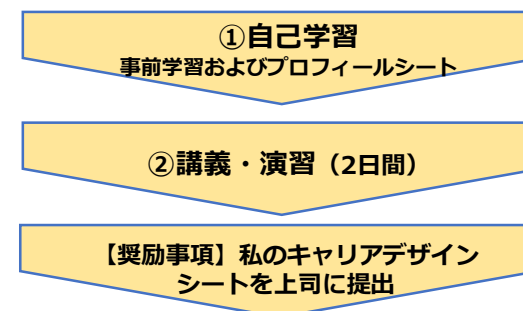 ①自己学習
事前学習およびプロフィールシート
②講義・演習（2日間）
【奨励事項】私のキャリアデザイン
シートを上司に提出